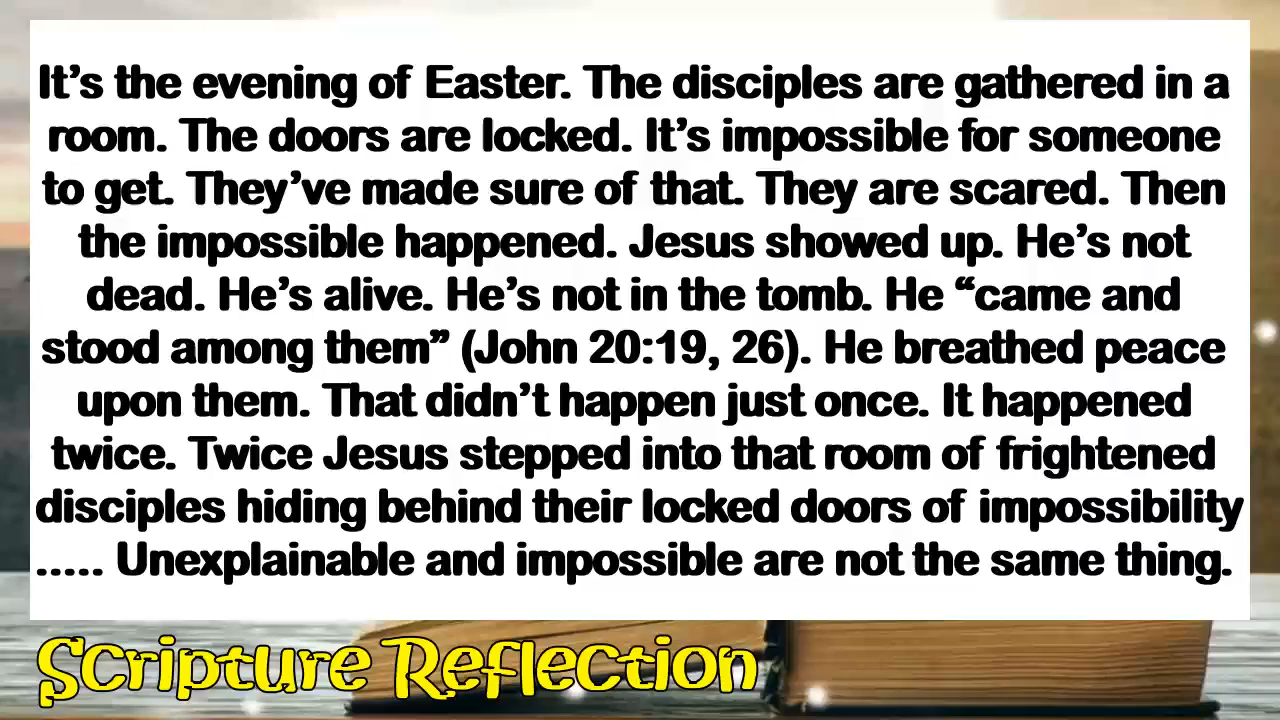 It’s the evening of Easter. The disciples are gathered in a
room. The doors are locked. It’s impossible for someone
to get. They’ve made sure of that. They are scared. Then
the impossible happened. Jesus showed up. He’s not
dead. He’s alive. He’s not in the tomb. He “came and
stood among them” (John 20:19, 26). He breathed peace
upon them. That didn’t happen just once. It happened
twice. Twice Jesus stepped into that room of frightened
disciples hiding behind their locked doors of impossibility
..... Unexplainable and impossible are not the same thing.
Scripture Reflection